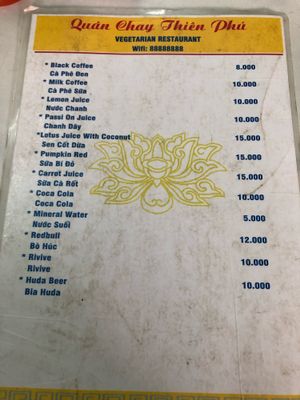 Quán Chay Thiên Phú
VEGETARIAN RESTAURANT
Wifi: 88888888
* Black Coffee 8.000
Cà Phê Đen
* Milk Coffee 10.000
Cà Phê Sữa
* Lemon Juice 10.000
Nước Chanh
* Passi On Juice 10.000
Chanh Dây
*Lotus Juice With Coconut 15.000
Sen Cốt Dừa
* Pumpkin Red 15.000
Sữa Bí Đỏ
* Carret Juice 15.000
Sữa Cà Rốt
* Coca Cola 10.000
Coca Cola
* Mineral Water 5.000
Nước Suối
* Redbull 12.000
Bò Húc
* Rivive 10.000
Rivive
* Huda Beer 10.000
Bia Huda